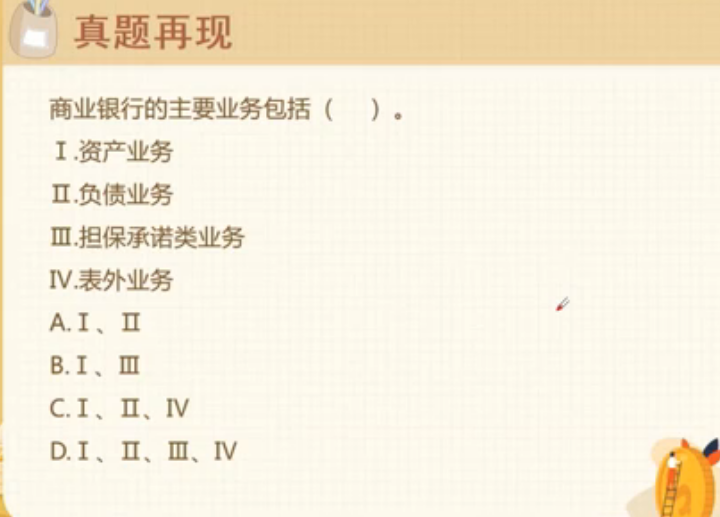 真题再现
商业银行的主要业务包括（  ）。
Ⅰ.资产业务
Ⅱ.负债业务
Ⅲ.担保承诺类业务
Ⅳ.表外业务
A.Ⅰ、Ⅱ
B.Ⅰ、Ⅲ
C.Ⅰ、Ⅱ、Ⅳ
D.Ⅰ、Ⅱ、Ⅲ、Ⅳ